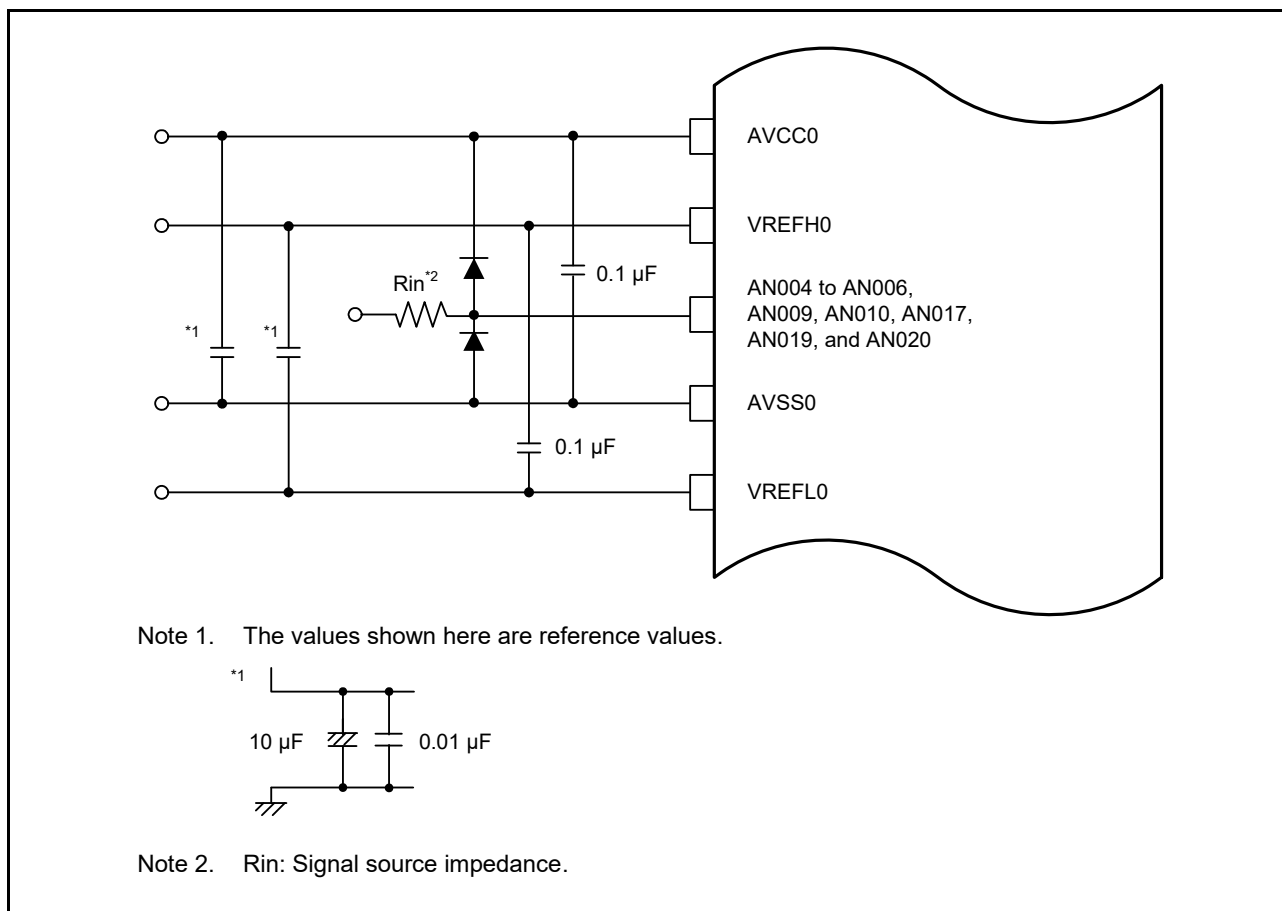 AVCC0
VREFH0
Rin*2
0.1 µF
AN004 to AN006,
AN009, AN010, AN017,
AN019, and AN020
*1
*1
AVSS0
0.1 µF
VREFL0
Note 1. The values shown here are reference values.
*1
10 µF
0.01 µF
Note 2. Rin: Signal source impedance.